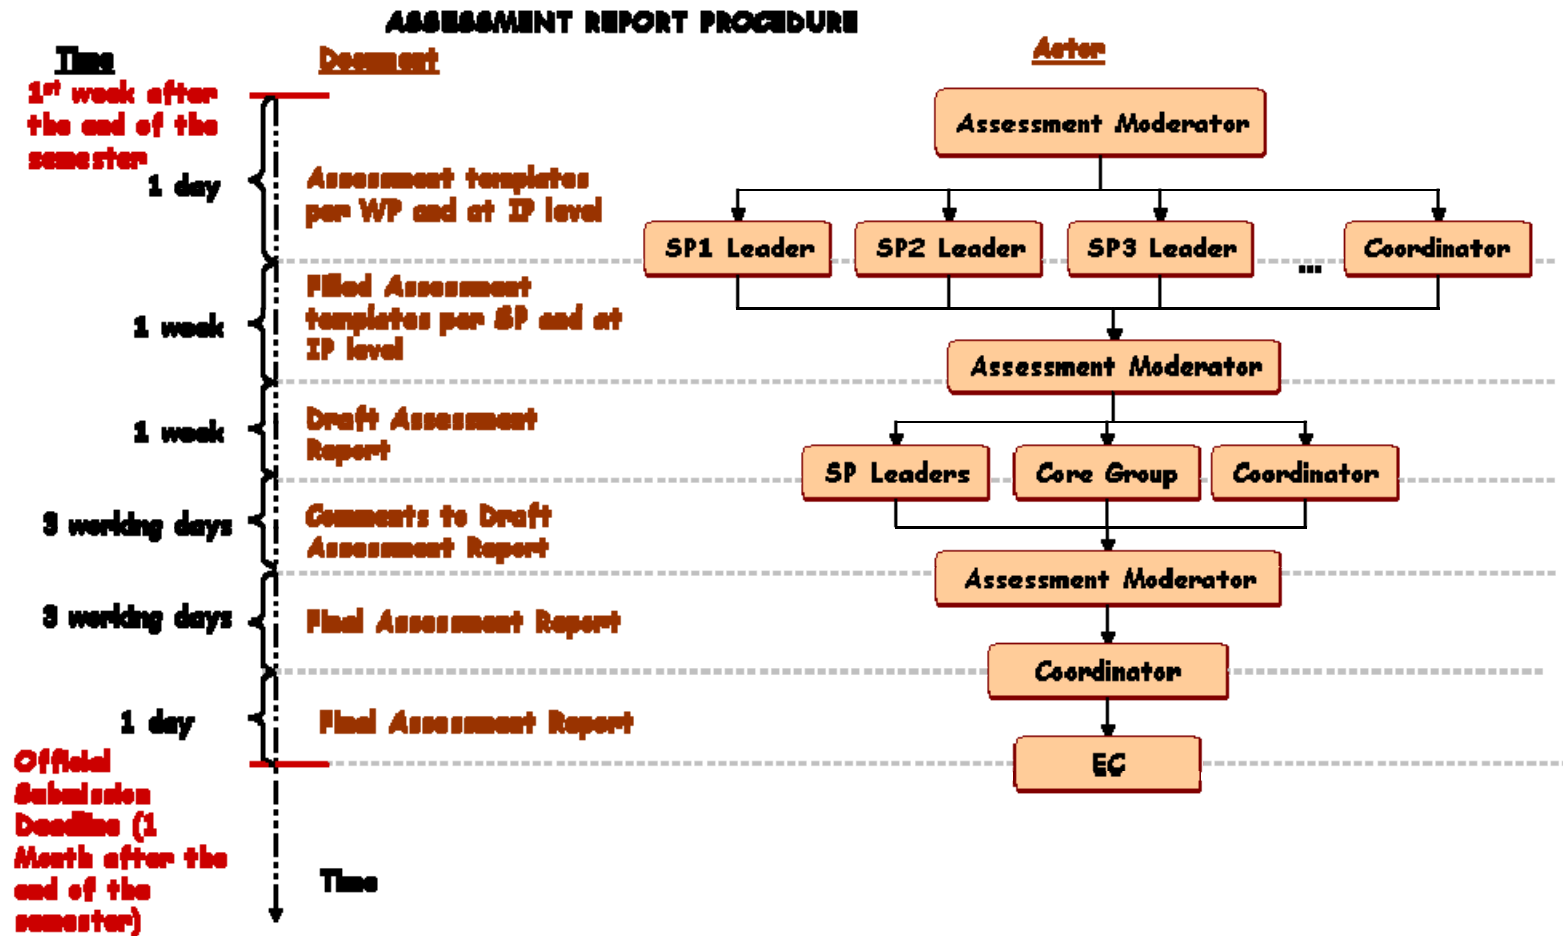 ASSESSMENT REPORT PROCEDURE
Time
Document
Actor
1st week after
the end of the
semester
1 day
Assessment templates
per WP and at IP level
Assessment Moderator
SP1 Leader
SP2 Leader
SP3 Leader
...
Coordinator
1 week
Filled Assessment
templates per SP and at
IP level
Assessment Moderator
1 week
Draft Assessment
Report
SP Leaders
Core Group
Coordinator
3 working days
Comments to Draft
Assessment Report
Assessment Moderator
3 working days
Final Assessment Report
Coordinator
1 day
Final Assessment Report
EC
Official
Submission
Deadline (1
Month after the
end of the
semester)
Time